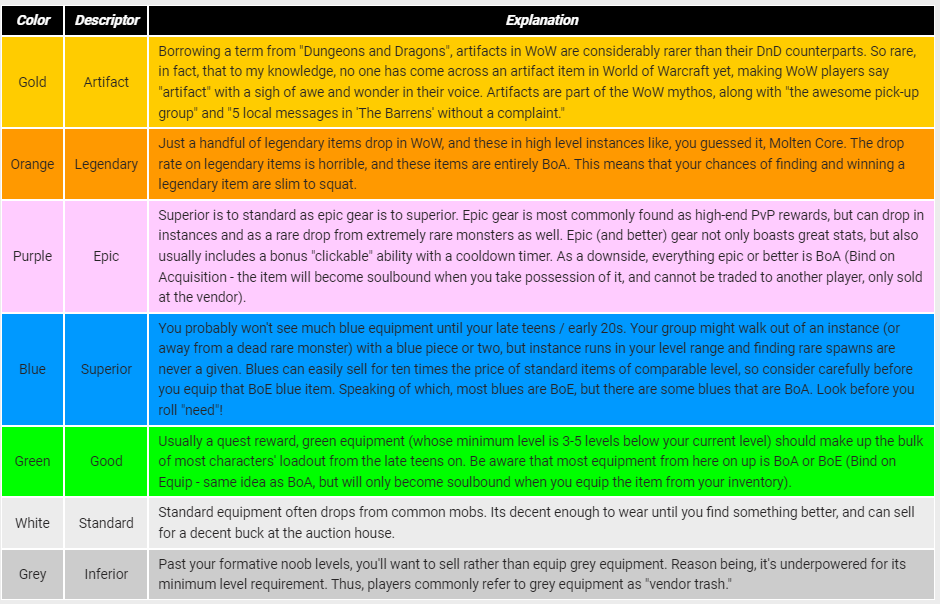 Color Descriptor Explanation
Gold Artifact
Borrowing a term from "Dungeons and Dragons", artifacts in WoW are considerably rarer than their DnD counterparts. So rare,
in fact, that to my knowledge, no one has come across an artifact item in World of Warcraft yet, making WoW players say
"artifact" with a sigh of awe and wonder in their voice. Artifacts are part of the WoW mythos, along with "the awesome pick-up
group" and "5 local messages in 'The Barrens' without a complaint."
Orange Legendary
Just a handful of legendary items drop in WoW, and these in high level instances like, you guessed it, Molten Core. The drop
rate on legendary items is horrible, and these items are entirely BoA. This means that your chances of finding and winning a
legendary item are slim to squat.
Purple Epic
Superior is to standard as epic gear is to superior. Epic gear is most commonly found as high-end PvP rewards, but can drop in
instances and as a rare drop from extremely rare monsters as well. Epic (and better) gear not only boasts great stats, but also
usually includes a bonus "clickable" ability with a cooldown timer. As a downside, everything epic or better is BoA (Bind on
Acquisition - the item will become soulbound when you take possession of it, and cannot be traded to another player, only sold
at the vendor).
Blue Superior
You probably won't see much blue equipment until your late teens / early 20s. Your group might walk out of an instance (or
away from a dead rare monster) with a blue piece or two, but instance runs in your level range and finding rare spawns are
never a given. Blues can easily sell for ten times the price of standard items of comparable level, so consider carefully before
you equip that BoE blue item. Speaking of which, most blues are BoE, but there are some blues that are BoA. Look before you
roll "need"!
Green Good
Usually a quest reward, green equipment (whose minimum level is 3-5 levels below your current level) should make up the bulk
of most characters' loadout from the late teens on. Be aware that most equipment from here on up is BoA or BoE (Bind on
Equip - same idea as BoA, but will only become soulbound when you equip the item from your inventory).
White Standard
Standard equipment often drops from common mobs. Its decent enough to wear until you find something better, and can sell
for a decent buck at the auction house.
Grey Inferior
Past your formative noob levels, you'll want to sell rather than equip grey equipment. Reason being, it's underpowered for its
minimum level requirement. Thus, players commonly refer to grey equipment as "vendor trash."